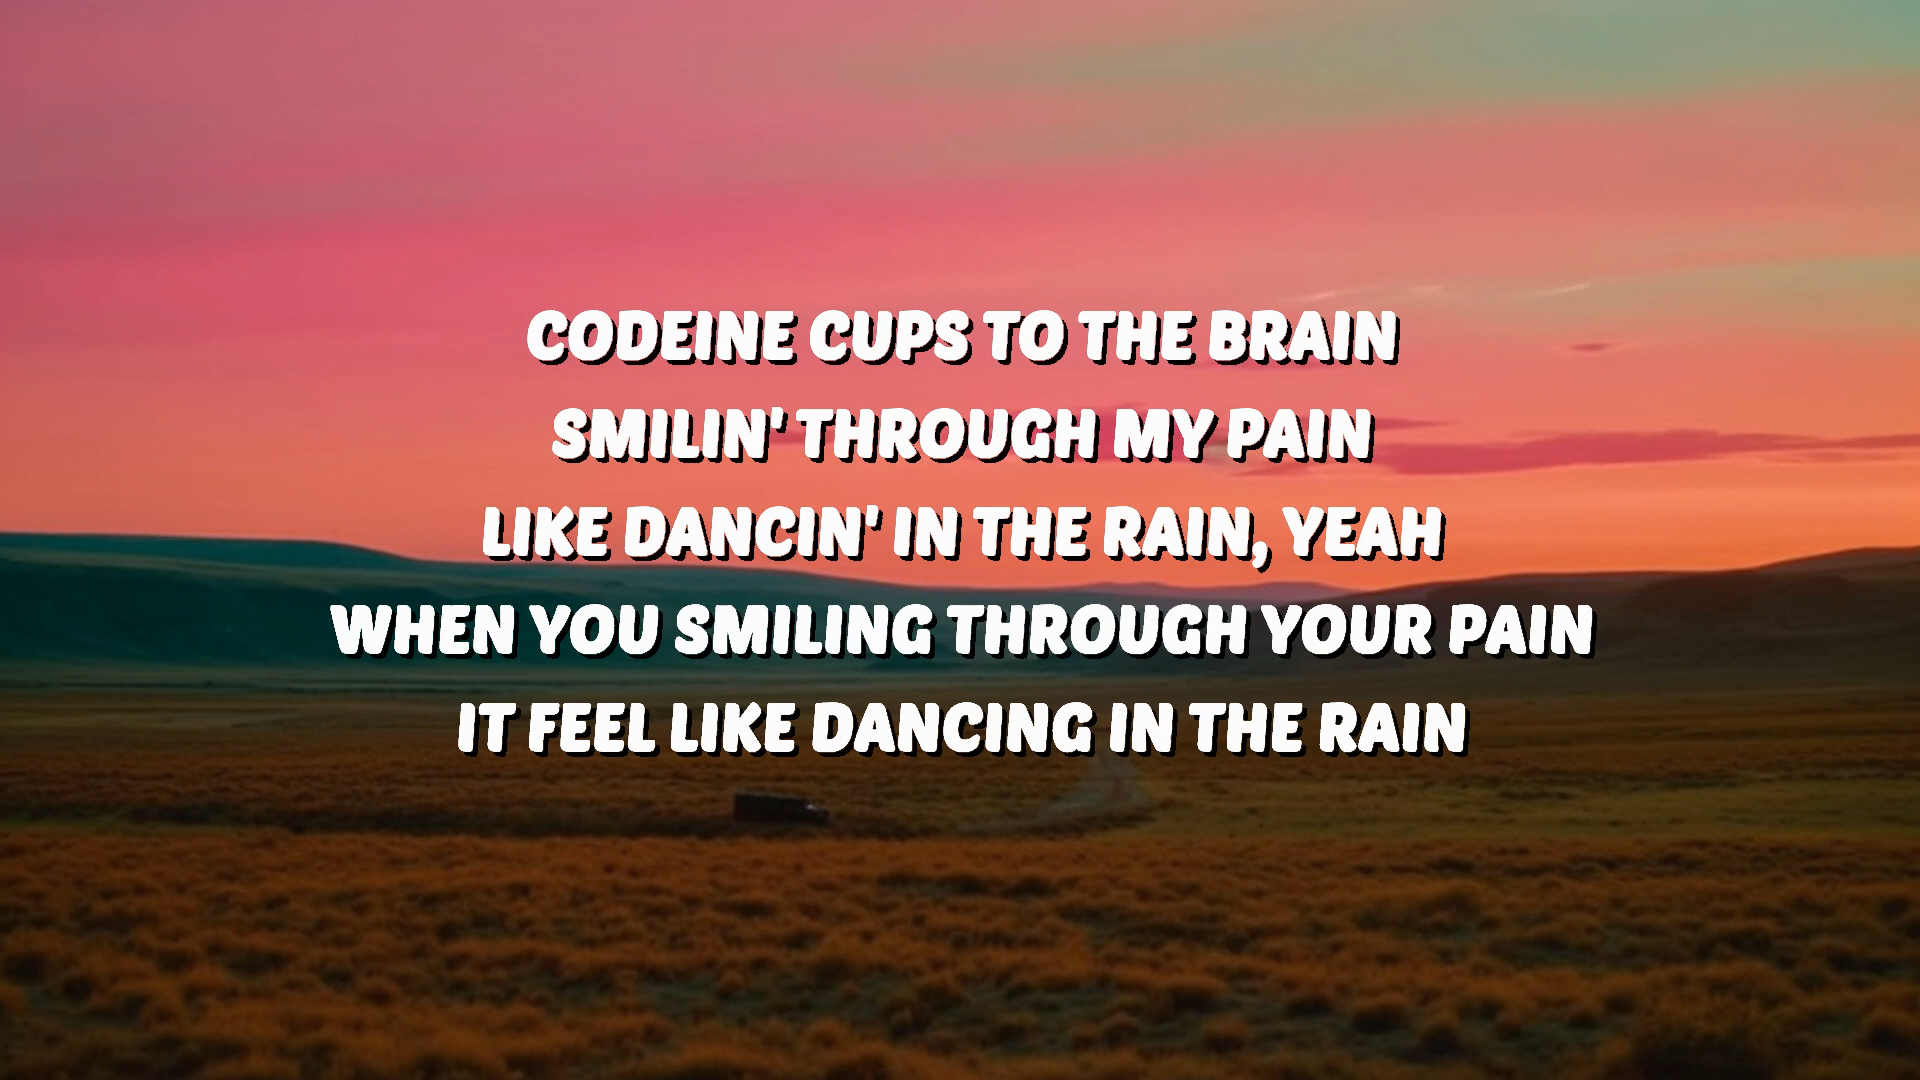 CODEINE CUPS TO THE BRAIN
SMILIN' THROUGH MY PAIN
LIKE DANCIN' IN THE RAIN, YEAH
WHEN YOU SMILING THROUGH YOUR PAIN
IT FEEL LIKE DANCING IN THE RAIN